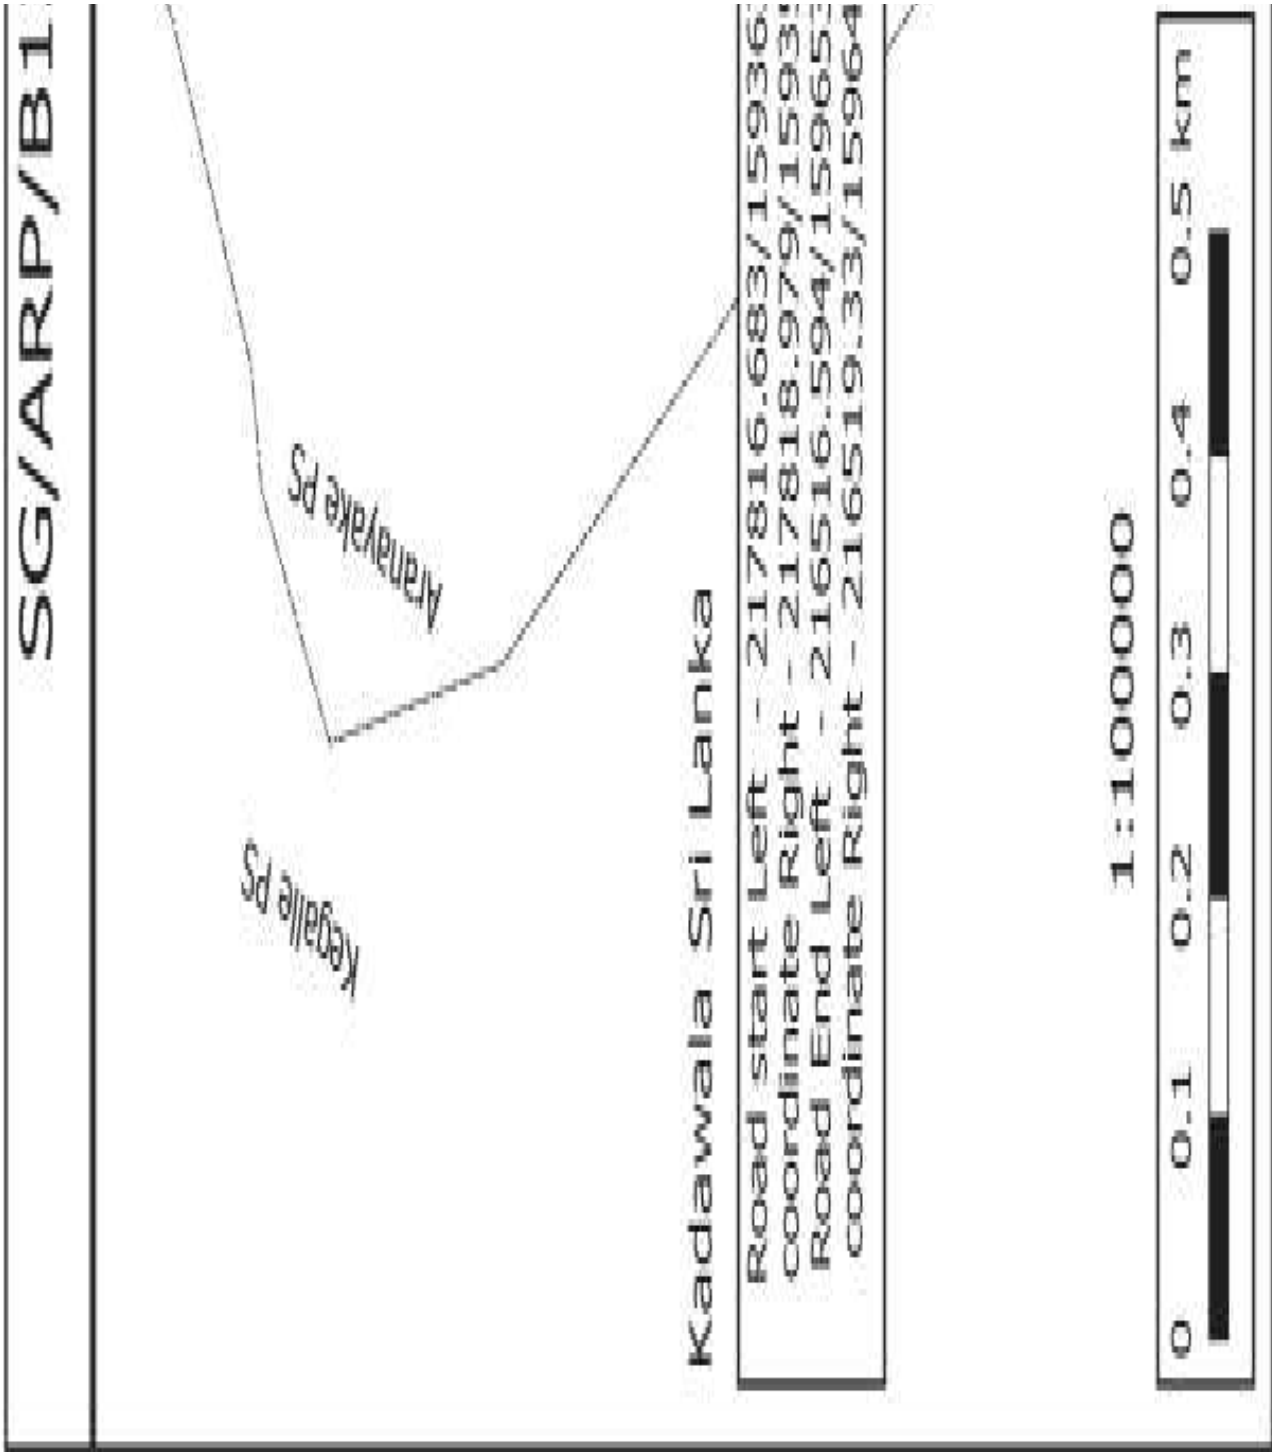 SG/ARP/B1
Aranayake PS
Kegalle PS
Kadawala Sri Lanka
Road start Left - 217816.683/15936
coordinate Right - 217818.979/15939
Road End Left - 216516.594/159653
coordinate Right - 216519.33/15964
1:10000
0 0.1 0.2 0.3 0.4 0.5 km